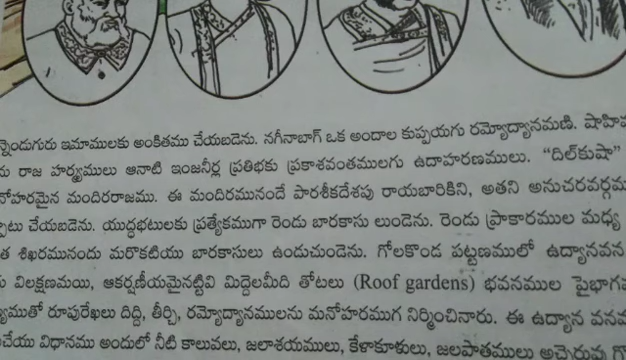 న్నెండుగురు ఇమాములకు అంకితము చేయబడెను. నగీనాబాగ్ ఒక అందాల కుప్పయగు రమ్యోద్యానమణి.
రాజ హర్మ్యములు ఆనాటి ఇంజనీర్ల ప్రతిభకు ప్రకాశవంతములగు ఉదాహరణములు. "దిల్‌కుషా"
నోహరమైన మందిరరాజము. ఈ మందిరమునందే పారశీకదేశపు రాయబారికిని, అతని అనుచరవర్గము
చేయబడెను. యుద్ధభటులకు ప్రత్యేకముగా రెండు బారకాసు లుండెను. రెండు ప్రాకారముల మధ్య
శిఖరమునందు మరొకటియు బారకాసులు ఉండుచుండెను. గోలకొండ పట్టణములో ఉద్యానవన
విలక్షణమయి, ఆకర్షణీయమైనట్టివి మిద్దెలమీది తోటలు (Roof gardens) భవనముల పైభాగ
రూపురేఖలు దిద్ది, తీర్చి, రమ్యోద్యానములను మనోహరముగ నిర్మించినారు. ఈ ఉద్యాన
విధానము అందులో నీటి కాలువలు, జలాశయములు, కేళాకూళులు, జలపాతములు